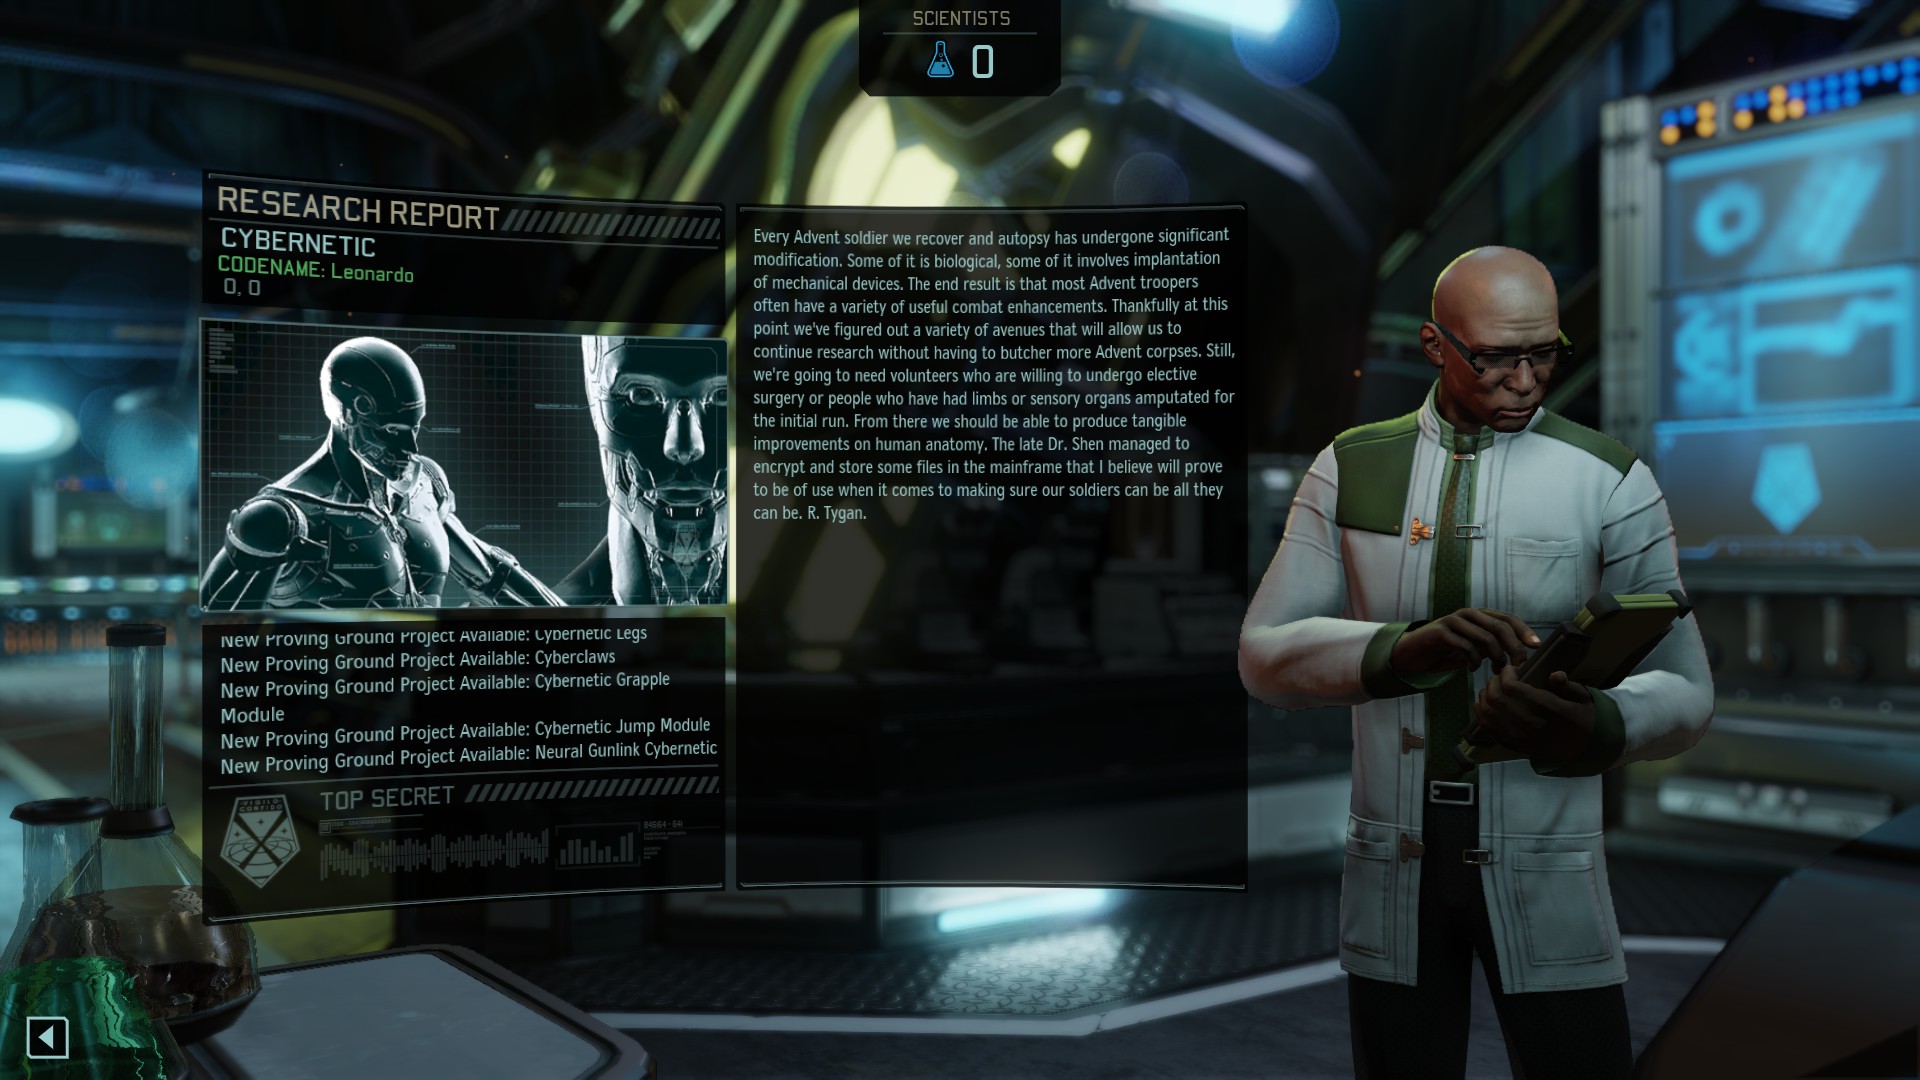 SCIENTISTS
0
RESEARCH REPORT
CYBERNETIC
CODENAME: Leonardo
0, 0
New Proving Ground Project Available: Cybernetic Legs
New Proving Ground Project Available: Cyberclaws
New Proving Ground Project Available: Cybernetic Grapple
Module
New Proving Ground Project Available: Cybernetic Jump Module
New Proving Ground Project Available: Neural Gunlink Cybernetic
TOP SECRET
VIGILO
CONFIDO
Every Advent soldier we recover and autopsy has undergone significant
modification. Some of it is biological, some of it involves implantation
of mechanical devices. The end result is that most Advent troopers
often have a variety of useful combat enhancements. Thankfully at this
point we've figured out a variety of avenues that will allow us to
continue research without having to butcher more Advent corpses. Still,
we're going to need volunteers who are willing to undergo elective
surgery or people who have had limbs or sensory organs amputated for
the initial run. From there we should be able to produce tangible
improvements on human anatomy. The late Dr. Shen managed to
encrypt and store some files in the mainframe that I believe will prove
to be of use when it comes to making sure our soldiers can be all they
can be. R. Tygan.